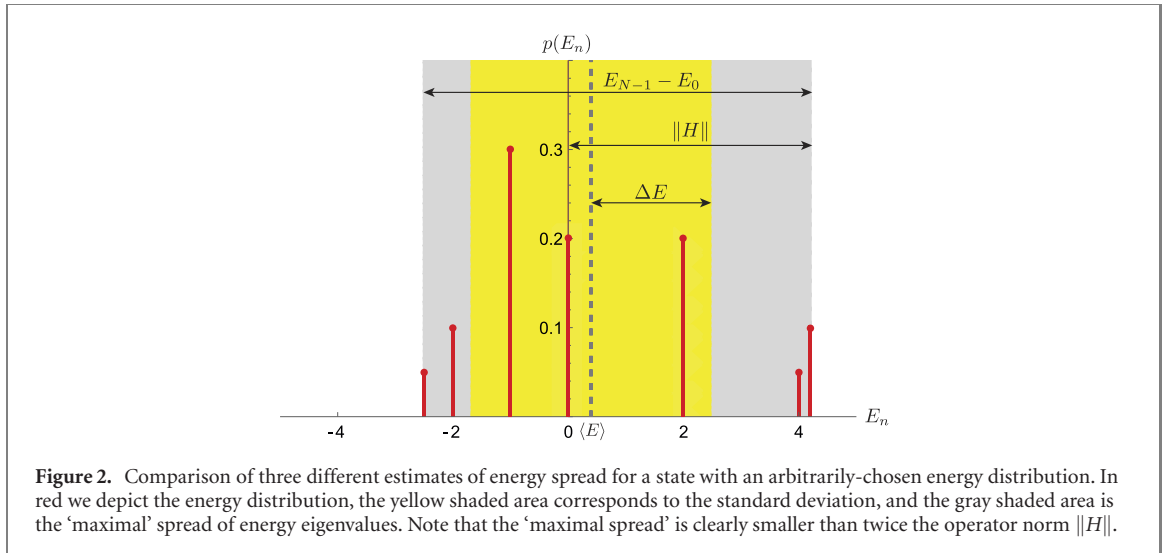 p(E_n)
E_{N−1} − E_0
‖H‖
0.3
ΔE
0.2
0.1
-4 -2 0 ⟨E⟩ 2 4 E_n
Figure 2. Comparison of three different estimates of energy spread for a state with an arbitrarily-chosen energy distribution. In
red we depict the energy distribution, the yellow shaded area corresponds to the standard deviation, and the gray shaded area is
the ‘maximal’ spread of energy eigenvalues. Note that the ‘maximal spread’ is clearly smaller than twice the operator norm ‖H‖.